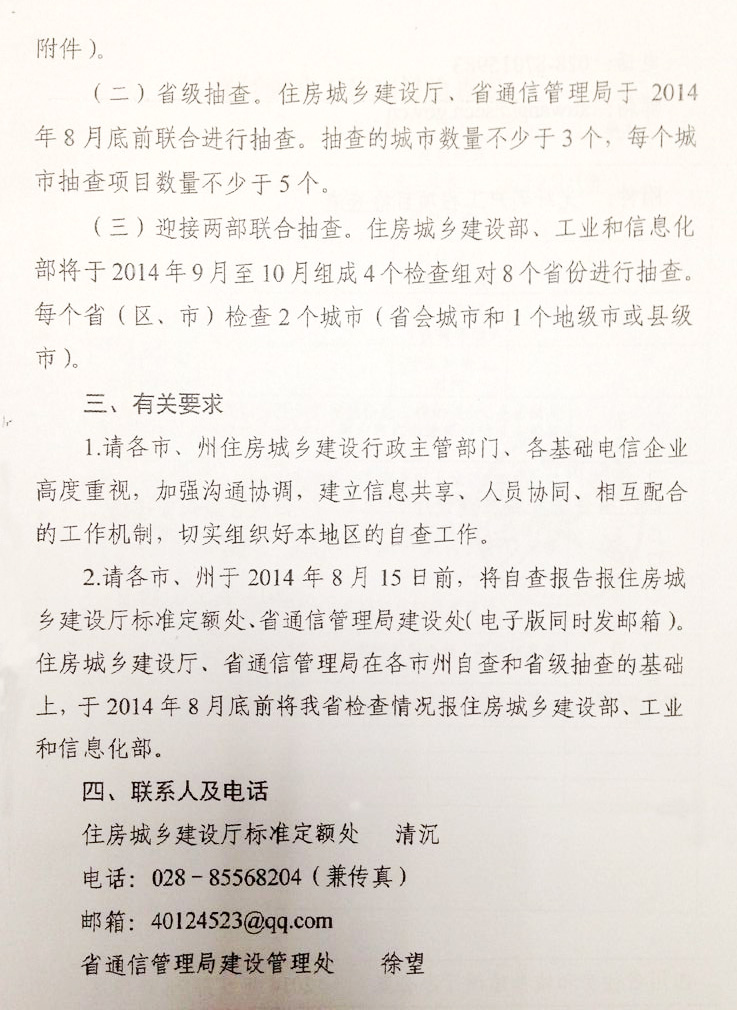 附件）。
（二）省级抽查。住房城乡建设厅、省通信管理局于 2014
年 8 月底前联合进行抽查。抽查的城市数量不少于 3 个，每个城
市抽查项目数量不少于 5 个。
（三）迎接两部联合抽查。住房城乡建设部、工业和信息化
部将于 2014 年 9 月至 10 月组成 4 个检查组对 8 个省份进行抽查。
每个省（区、市）检查 2 个城市（省会城市和 1 个地级市或县级
市）。
三、有关要求
1.请各市、州住房城乡建设行政主管部门、各基础电信企业
高度重视，加强沟通协调，建立信息共享、人员协同、相互配合
的工作机制，切实组织好本地区的自查工作。
2.请各市、州于 2014 年 8 月 15 日前，将自查报告报住房城
乡建设厅标准定额处、省通信管理局建设处（电子版同时发邮箱）。
住房城乡建设厅、省通信管理局在各市州自查和省级抽查的基础
上，于 2014 年 8 月底前将我省检查情况报住房城乡建设部、工业
和信息化部。
四、联系人及电话
住房城乡建设厅标准定额处 清沉
电话：028－85568204（兼传真）
邮箱：40124523@qq.com
省通信管理局建设管理处 徐望